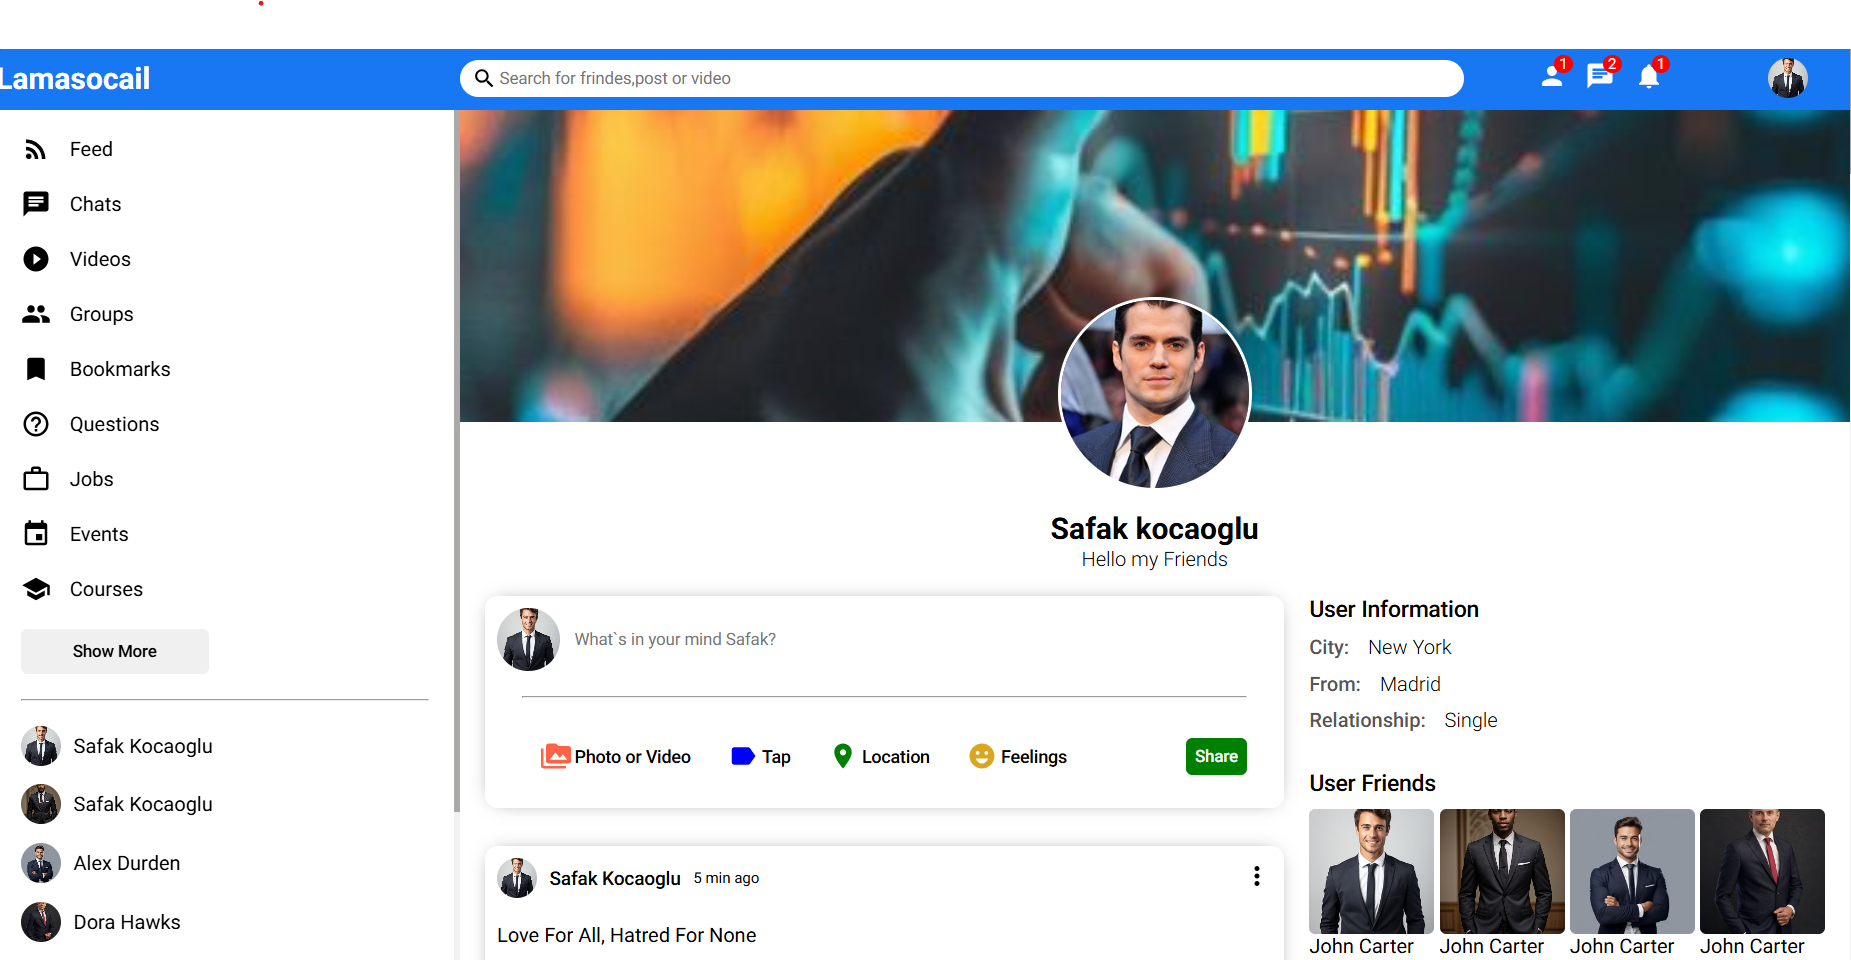 Lamasocail
Search for frindes,post or video
1
2
1
Feed
Chats
Videos
Groups
Bookmarks
Questions
Jobs
Events
Courses
Show More
Safak Kocaoglu
Safak Kocaoglu
Alex Durden
Dora Hawks
Safak kocaoglu
Hello my Friends
What`s in your mind Safak?
Photo or Video
Tap
Location
Feelings
Share
Safak Kocaoglu 5 min ago
Love For All, Hatred For None
User Information
City: New York
From: Madrid
Relationship: Single
User Friends
John Carter
John Carter
John Carter
John Carter